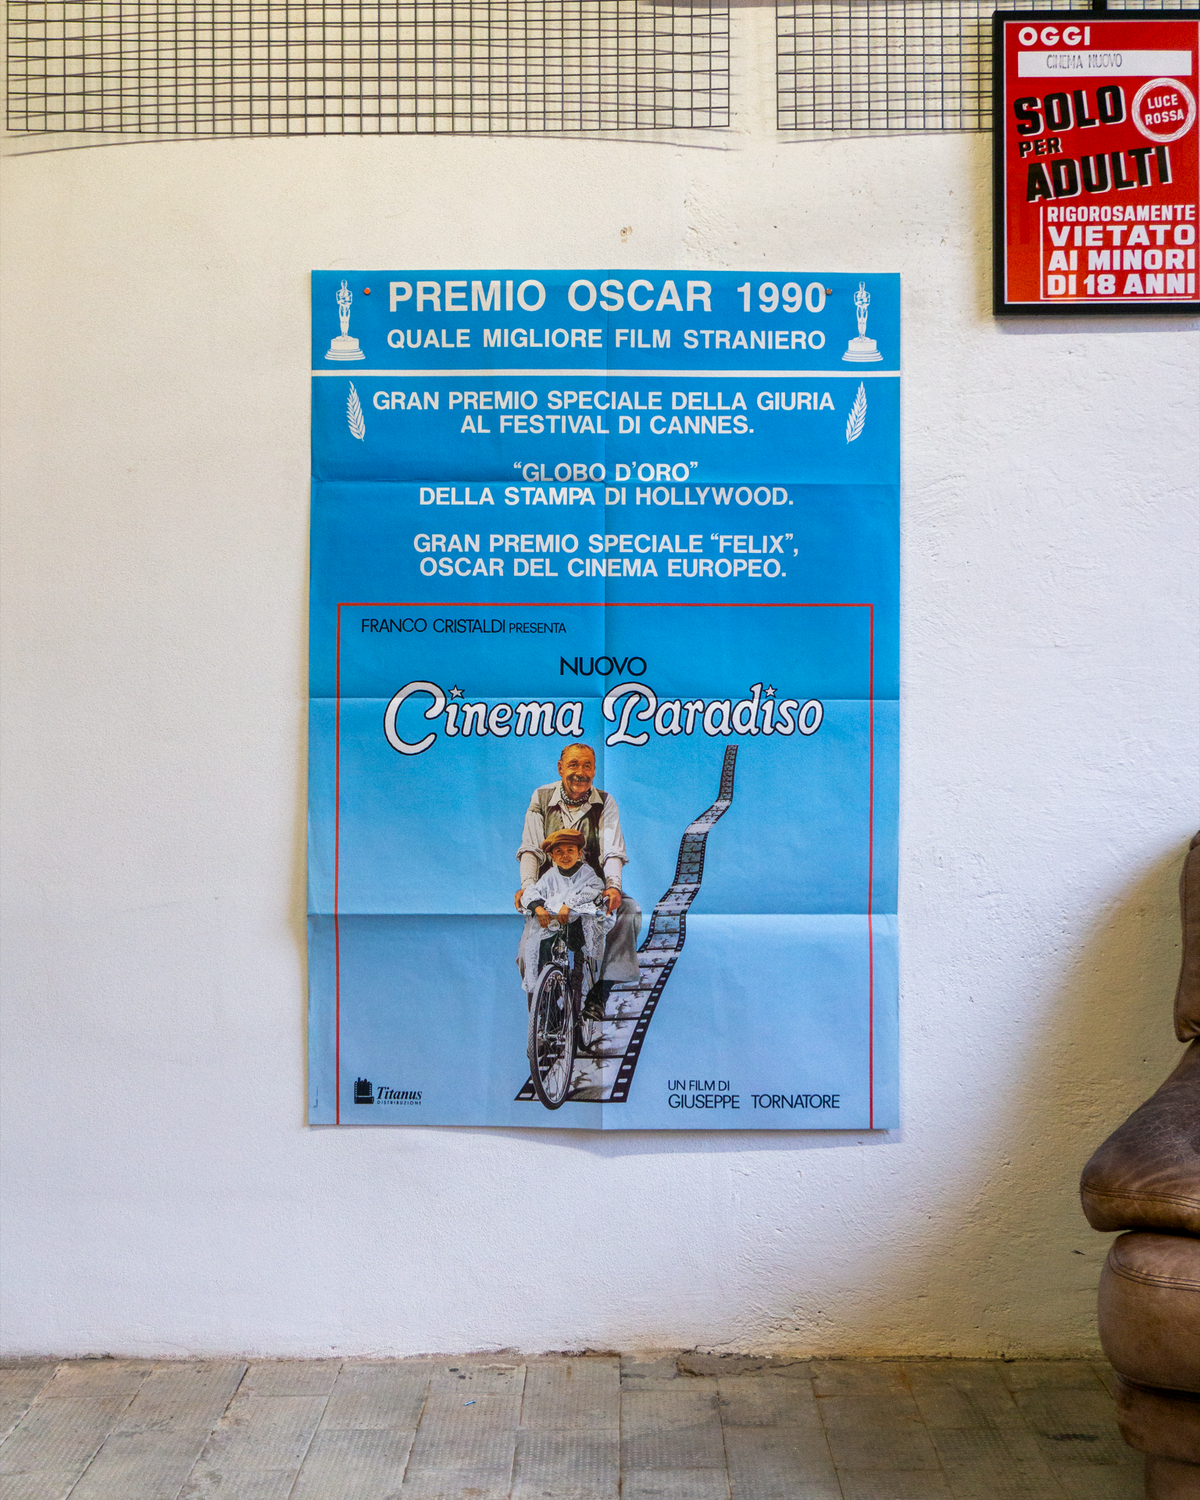 PREMIO OSCAR 1990
QUALE MIGLIORE FILM STRANIERO
GRAN PREMIO SPECIALE DELLA GIURIA
AL FESTIVAL DI CANNES.
“GLOBO D’ORO”
DELLA STAMPA DI HOLLYWOOD.
GRAN PREMIO SPECIALE “FELIX”,
OSCAR DEL CINEMA EUROPEO.
FRANCO CRISTALDI PRESENTA
NUOVO
Cinema Paradiso
Titanus
DISTRIBUZIONE
UN FILM DI
GIUSEPPE TORNATORE
OGGI
CINEMA NUOVO
SOLO
PER
ADULTI
LUCE
ROSSA
RIGOROSAMENTE
VIETATO
AI MINORI
DI 18 ANNI